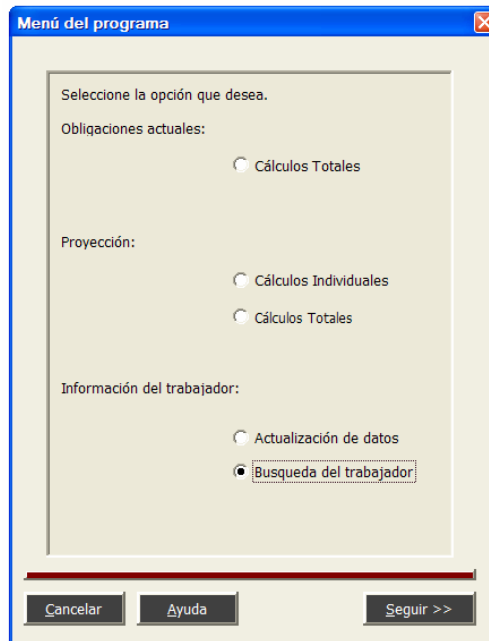 Menú del programa
Seleccione la opción que desea.
Obligaciones actuales:
Cálculos Totales
Proyección:
Cálculos Individuales
Cálculos Totales
Información del trabajador:
Actualización de datos
Busqueda del trabajador
Cancelar Ayuda Seguir >>